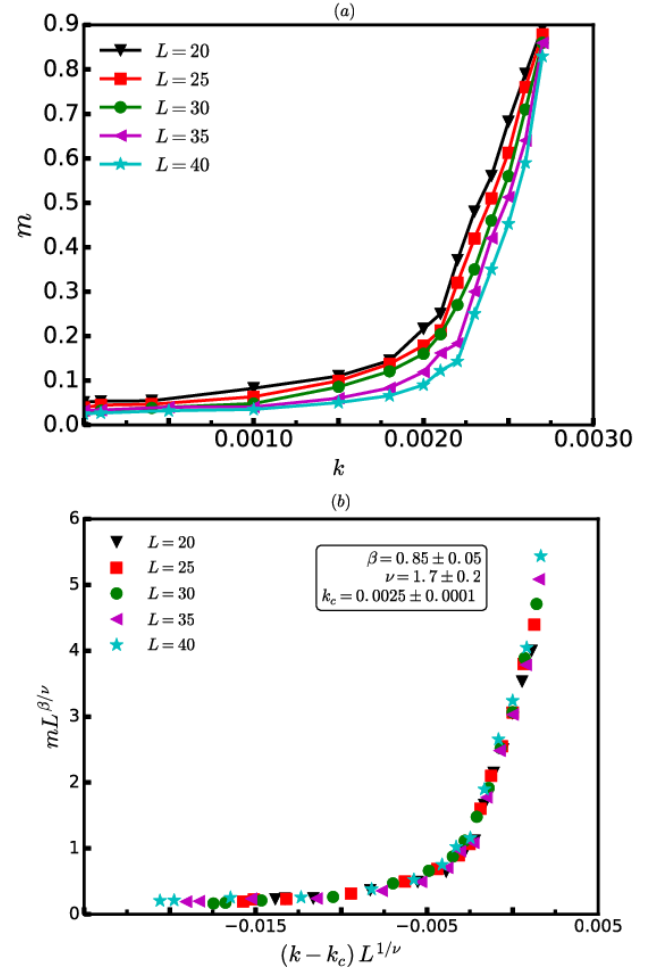 (a)
0.9
0.8
0.7
0.6
0.5
0.4
0.3
0.2
0.1
0.0
m
L = 20
L = 25
L = 30
L = 35
L = 40
0.0010 0.0020 0.0030
k
(b)
6
5
4
3
2
1
0
mL^{β/ν}
L = 20
L = 25
L = 30
L = 35
L = 40
β = 0.85 ± 0.05
ν = 1.7 ± 0.2
k_c = 0.0025 ± 0.0001
−0.015 −0.005 0.005
(k − k_c) L^{1/ν}